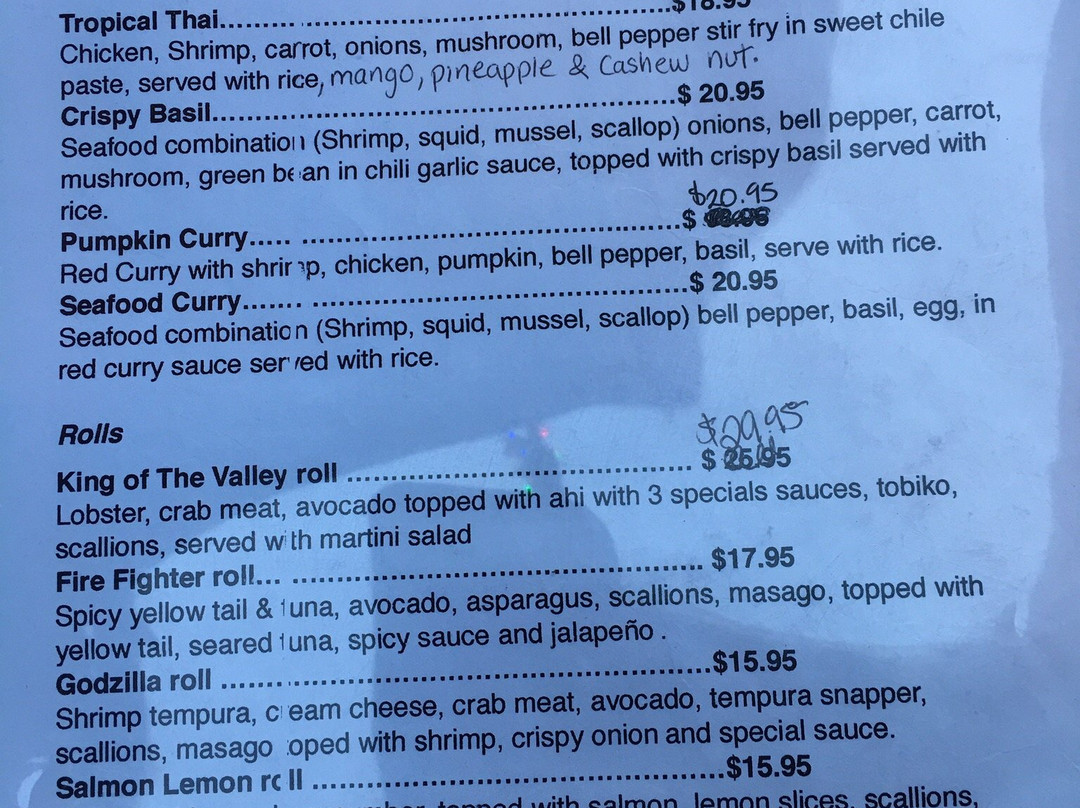 Tropical Thai.................................................................$18.95
Chicken, Shrimp, carrot, onions, mushroom, bell pepper stir fry in sweet chile
paste, served with rice, mango, pineapple & Cashew nut.
Crispy Basil.................................................................$ 20.95
Seafood combination (Shrimp, squid, mussel, scallop) onions, bell pepper, carrot,
mushroom, green bean in chili garlic sauce, topped with crispy basil served with
rice.
$20.95
Pumpkin Curry.................................................................$
Red Curry with shrimp, chicken, pumpkin, bell pepper, basil, serve with rice.
Seafood Curry.................................................................$ 20.95
Seafood combination (Shrimp, squid, mussel, scallop) bell pepper, basil, egg, in
red curry sauce served with rice.
Rolls
$29.95
King of The Valley roll ................................................. $ 25.95
Lobster, crab meat, avocado topped with ahi with 3 specials sauces, tobiko,
scallions, served with martini salad
Fire Fighter roll................................................................. $17.95
Spicy yellow tail & tuna, avocado, asparagus, scallions, masago, topped with
yellow tail, seared tuna, spicy sauce and jalapeño .
Godzilla roll .................................................................$15.95
Shrimp tempura, cream cheese, crab meat, avocado, tempura snapper,
scallions, masago toped with shrimp, crispy onion and special sauce.
Salmon Lemon roll .........................................................$15.95
topped with salmon, lemon slices, scallions,